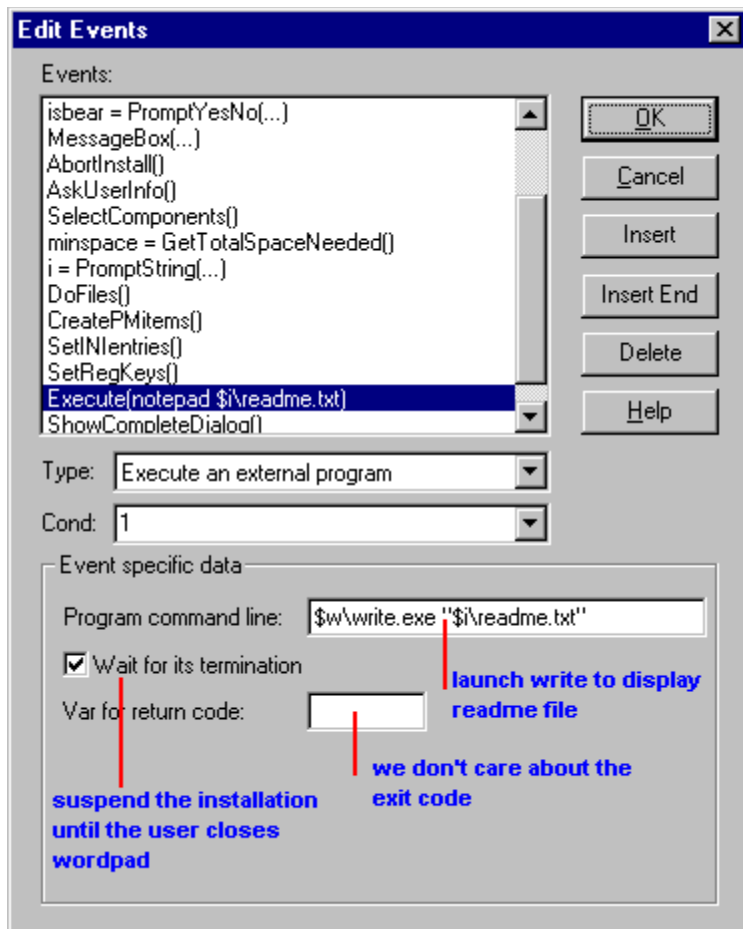 Edit Events
Events:
isbear = PromptYesNo(...)
MessageBox(...)
AbortInstall()
AskUserInfo()
SelectComponents()
minspace = GetTotalSpaceNeeded()
i = PromptString(...)
DoFiles()
CreatePMitems()
SetINIentries()
SetRegKeys()
Execute(notepad $i\readme.txt)
ShowCompleteDialog()
OK
Cancel
Insert
Insert End
Delete
Help
Type: Execute an external program
Cond: 1
Event specific data
Program command line: $w\write.exe "$i\readme.txt"
Wait for its termination
launch write to display
readme file
Var for return code:
we don't care about the
exit code
suspend the installation
until the user closes
wordpad